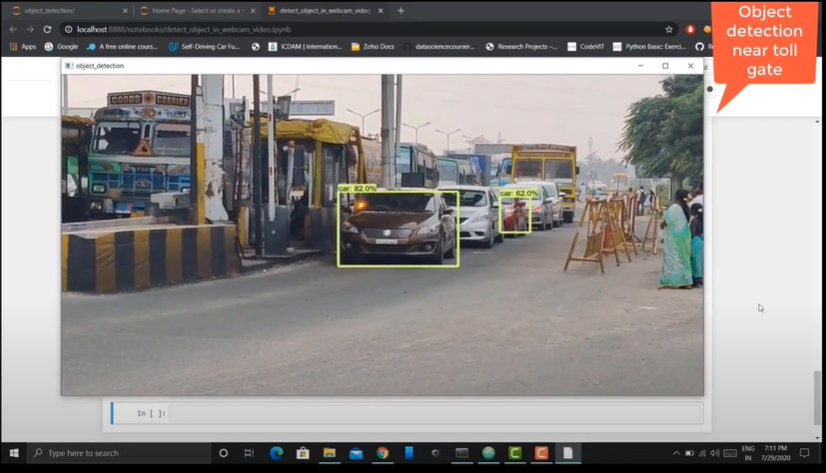 object_detection/
Home Page - Select or create a n
detect_object_in_webcam_video
localhost:8888/notebooks/detect_object_in_webcam_video.ipynb
Apps
Google
A free online cours...
Self-Driving Car Fu...
ICDAM | Internation...
Zoho Docs
datasciencecourser...
Research Projects -...
CodeVIT
Python Basic: Exerci...
Object
detection
near toll
gate
object_detection
GOODS CARRIER
car: 82.0%
car: 62.0%
In [ ]:
Type here to search
ENG
IN
7:11 PM
7/29/2020